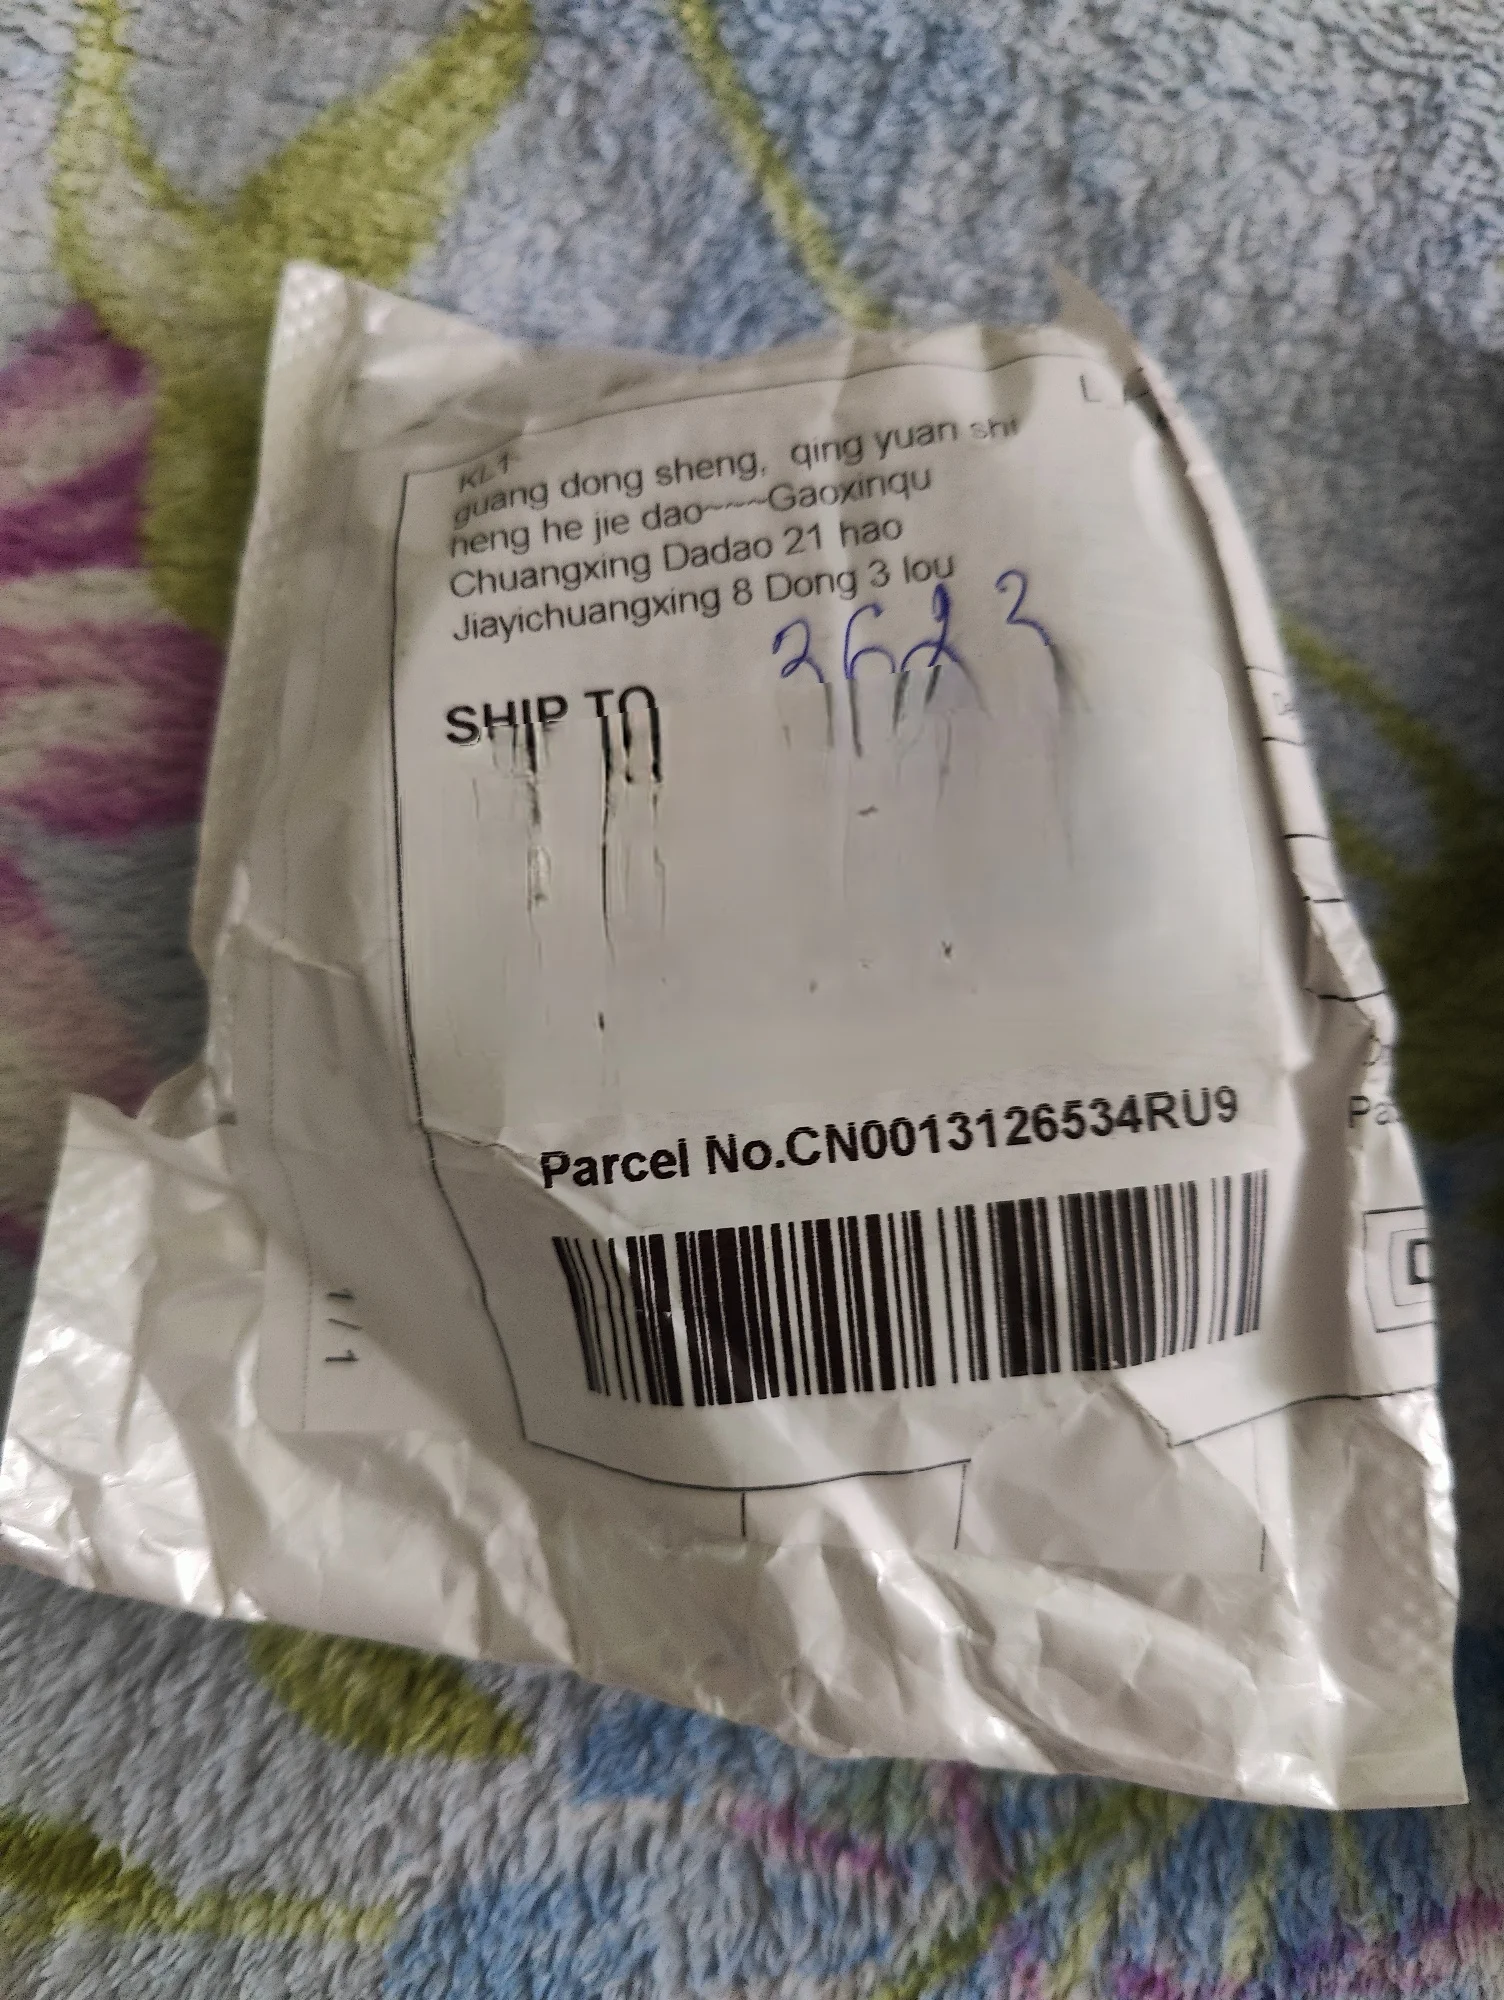 KL1
guang dong sheng, qing yuan shi
heng he jie dao~~~Gaoxinqu
Chuangxing Dadao 21 hao
Jiayichuangxing 8 Dong 3 lou
SHIP TO
Parcel No.CN0013126534RU9
1/1